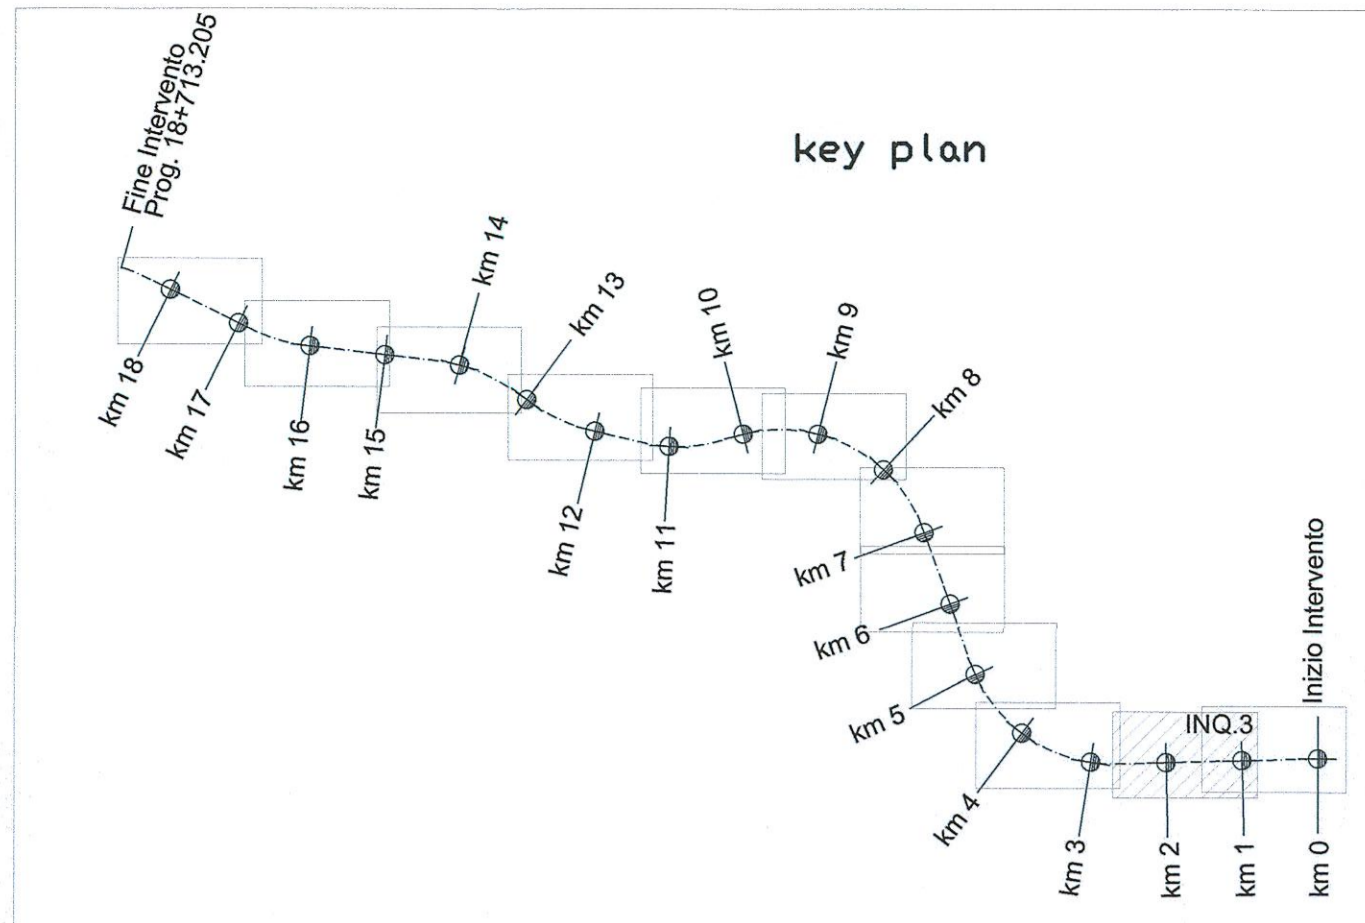 Fine Intervento
Prog. 18+713.205
key plan
km 18
km 17
km 16
km 15
km 14
km 13
km 12
km 11
km 10
km 9
km 8
km 7
km 6
km 5
km 4
km 3
km 2
km 1
km 0
INQ.3
Inizio Intervento